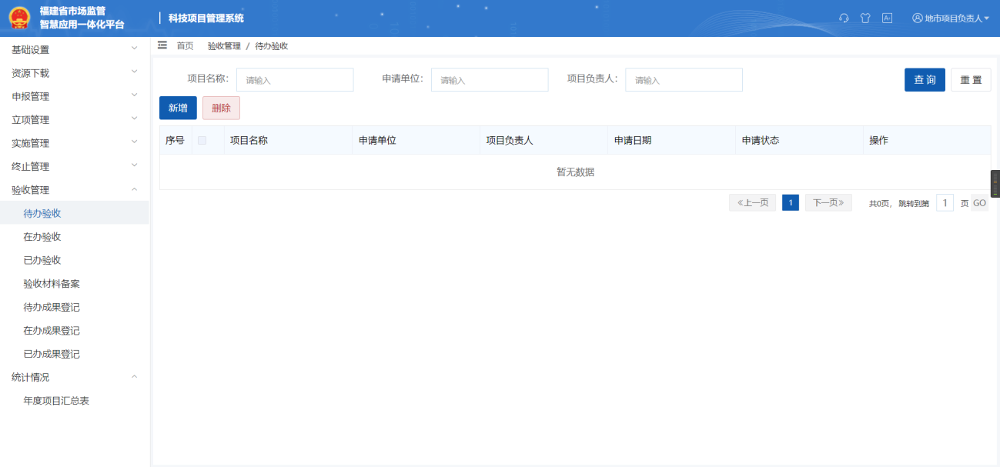 福建省市场监管
智慧应用一体化平台
科技项目管理系统
地市项目负责人
基础设置
资源下载
申报管理
立项管理
实施管理
终止管理
验收管理
待办验收
在办验收
已办验收
验收材料备案
待办成果登记
在办成果登记
已办成果登记
统计情况
年度项目汇总表
首页 验收管理 / 待办验收
项目名称： 请输入 申请单位： 请输入 项目负责人： 请输入 查询 重置
新增 删除
序号 项目名称 申请单位 项目负责人 申请日期 申请状态 操作
暂无数据
«上一页 1 下一页» 共0页, 跳转到第 1 页 GO